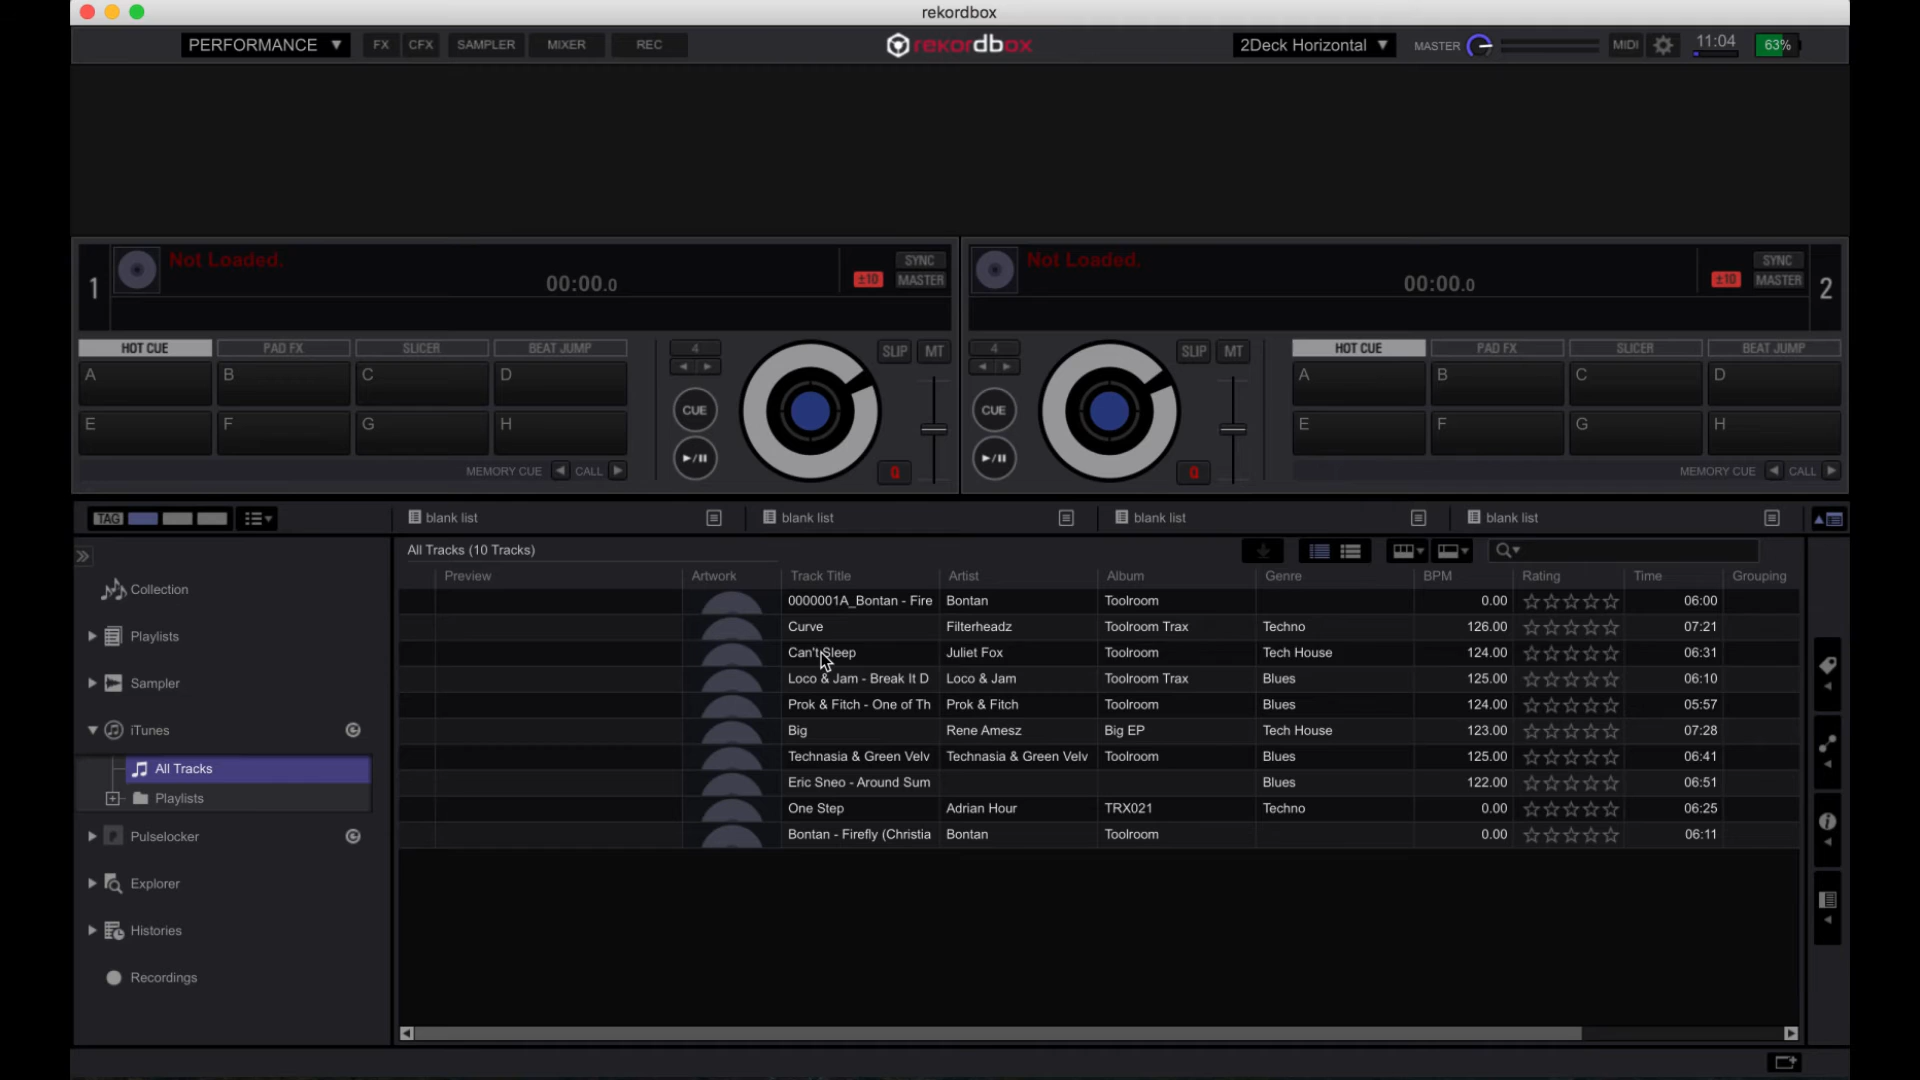 rekordbox
PERFORMANCE ▼ FX CFX SAMPLER MIXER REC rekordbox 2Deck Horizontal ▼ MASTER MIDI 11:04 63%
1 Not Loaded. 00:00.0 ±10 SYNC MASTER
Not Loaded. 00:00.0 ±10 SYNC MASTER 2
HOT CUE PAD FX SLICER BEAT JUMP 4 SLIP MT
A B C D CUE
E F G H
MEMORY CUE CALL Q
4 SLIP MT HOT CUE PAD FX SLICER BEAT JUMP
CUE A B C D
E F G H
Q MEMORY CUE CALL
TAG blank list blank list blank list blank list
All Tracks (10 Tracks)
Collection
Playlists
Sampler
iTunes
All Tracks
Playlists
Pulselocker
Explorer
Histories
Recordings
Preview Artwork Track Title Artist Album Genre BPM Rating Time Grouping
0000001A_Bontan - Fire Bontan Toolroom 0.00 06:00
Curve Filterheadz Toolroom Trax Techno 126.00 07:21
Can't Sleep Juliet Fox Toolroom Tech House 124.00 06:31
Loco & Jam - Break It D Loco & Jam Toolroom Trax Blues 125.00 06:10
Prok & Fitch - One of Th Prok & Fitch Toolroom Blues 124.00 05:57
Big Rene Amesz Big EP Tech House 123.00 07:28
Technasia & Green Velv Technasia & Green Velv Toolroom Blues 125.00 06:41
Eric Sneo - Around Sum Blues 122.00 06:51
One Step Adrian Hour TRX021 Techno 0.00 06:25
Bontan - Firefly (Christia Bontan Toolroom 0.00 06:11